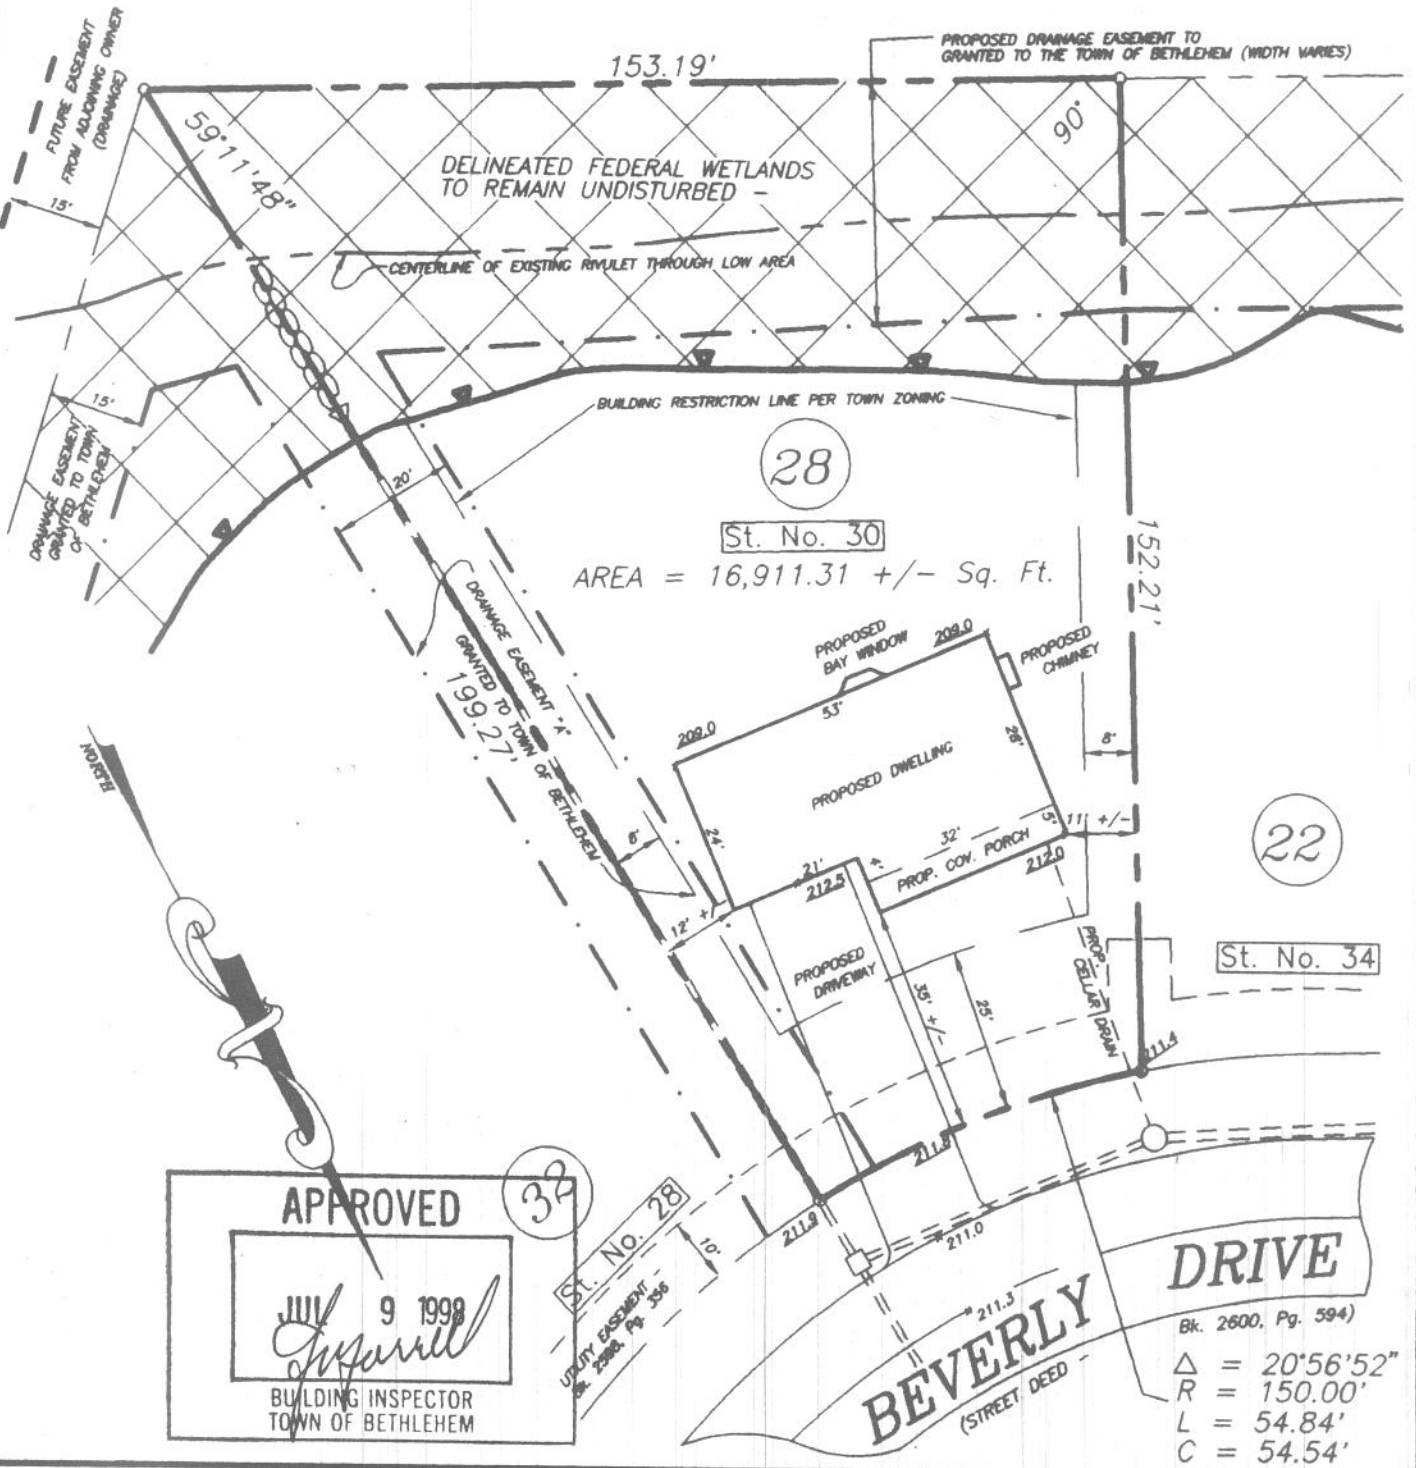 FUTURE EASEMENT
FROM ADJOINING OWNER
(DRAINAGE)
15'
153.19'
PROPOSED DRAINAGE EASEMENT TO
GRANTED TO THE TOWN OF BETHLEHEM (WIDTH VARIES)
59°11'48"
90°
DELINEATED FEDERAL WETLANDS
TO REMAIN UNDISTURBED -
CENTERLINE OF EXISTING RIVULET THROUGH LOW AREA
15'
DRAINAGE EASEMENT
GRANTED TO TOWN
OF BETHLEHEM
BUILDING RESTRICTION LINE PER TOWN ZONING
20'
28
St. No. 30
AREA = 16,911.31 +/- Sq. Ft.
152.21'
DRAINAGE EASEMENT "A"
GRANTED TO TOWN OF BETHLEHEM
199.27'
PROPOSED
BAY WINDOW
209.0
PROPOSED
CHIMNEY
209.0
53'
28'
8'
PROPOSED DWELLING
NORTH
24'
8'
32'
5'
11' +/-
21'
212.5
4'
PROP. COV. PORCH
212.0
22
12' +/-
PROPOSED
DRIVEWAY
35' +/-
25'
PROP.
CELLAR DRAIN
St. No. 34
211.4
211.8
211.9
211.0
211.3
32
APPROVED
JUL 9 1998
BUILDING INSPECTOR
TOWN OF BETHLEHEM
St. No. 28
10'
UTILITY EASEMENT -
Bk. 2598, Pg. 356
BEVERLY DRIVE
(STREET DEED - Bk. 2600, Pg. 594)
Δ = 20°56'52"
R = 150.00'
L = 54.84'
C = 54.54'